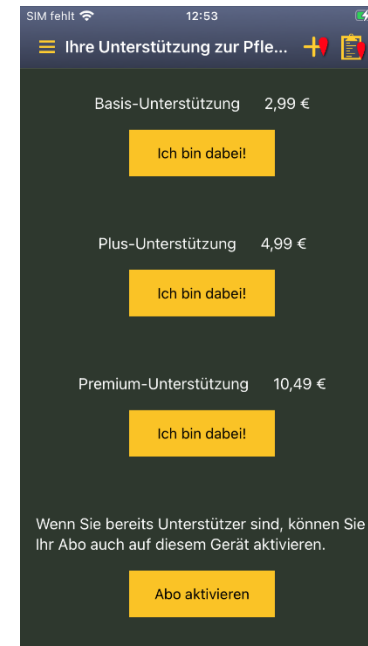 SIM fehlt 12:53
Ihre Unterstützung zur Pfle...
Basis-Unterstützung 2,99 €
Ich bin dabei!
Plus-Unterstützung 4,99 €
Ich bin dabei!
Premium-Unterstützung 10,49 €
Ich bin dabei!
Wenn Sie bereits Unterstützer sind, können Sie
Ihr Abo auch auf diesem Gerät aktivieren.
Abo aktivieren